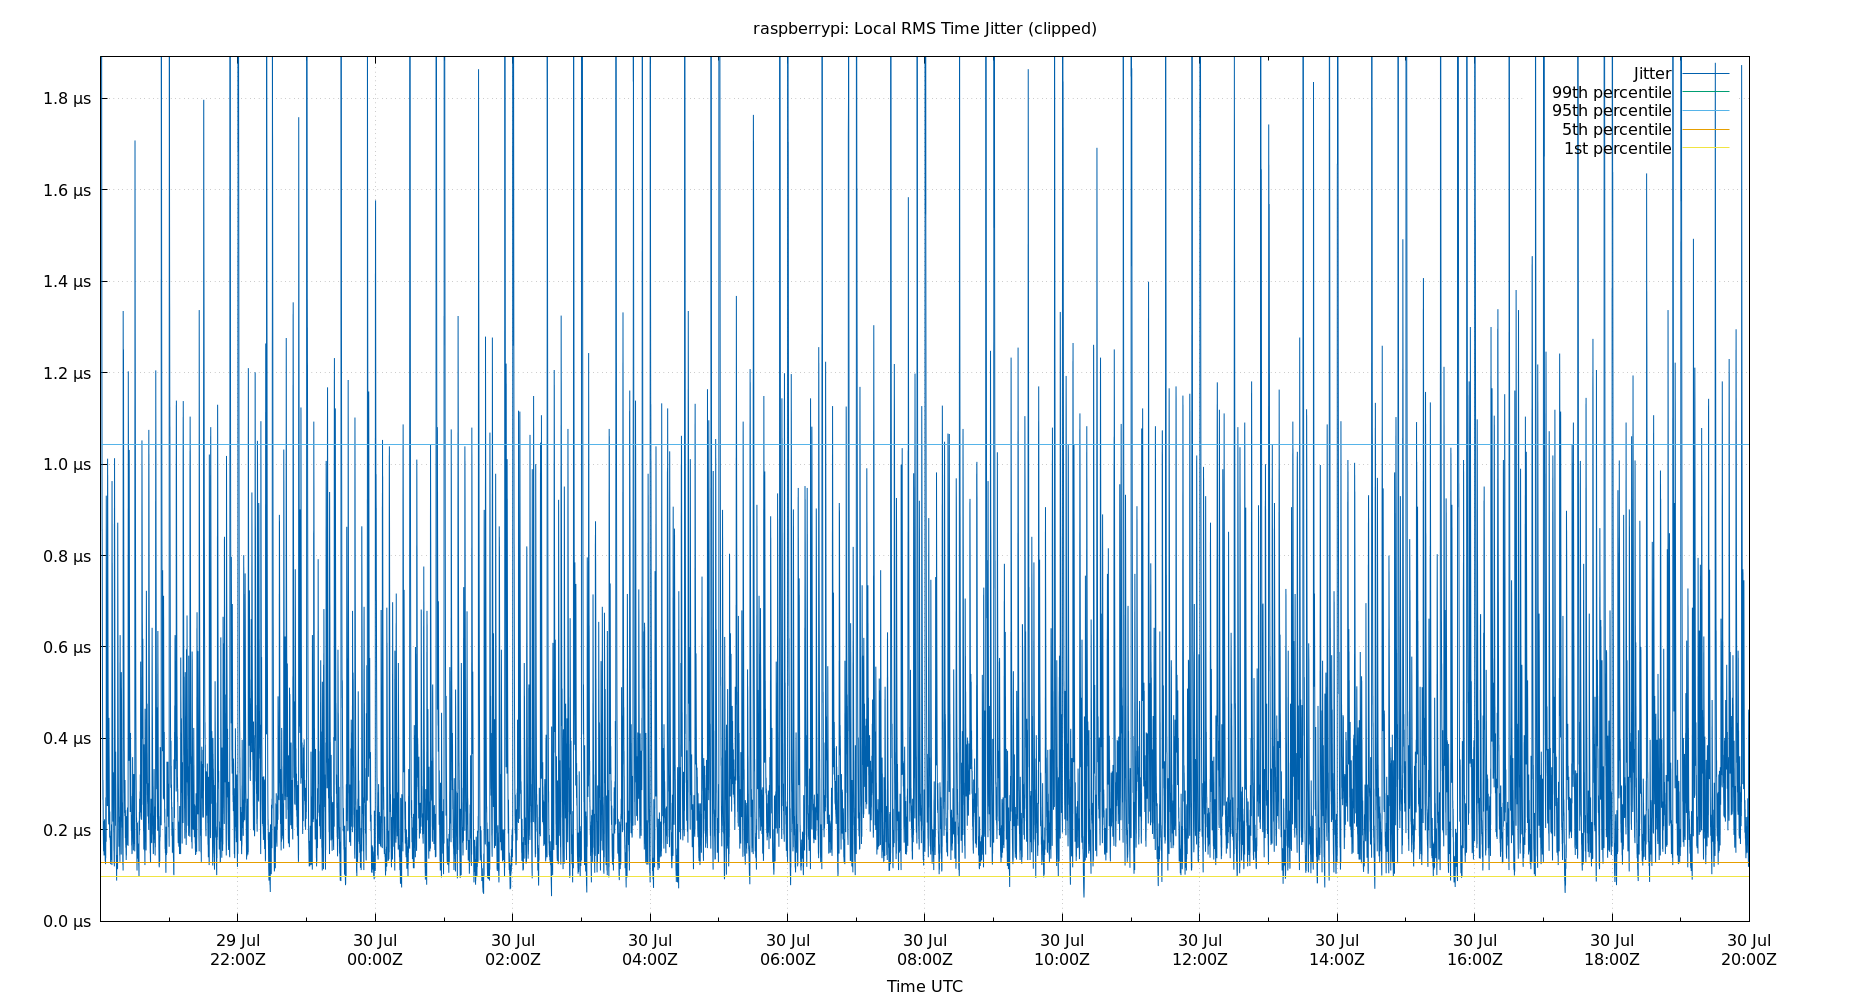 raspberrypi: Local RMS Time Jitter (clipped)
Jitter
99th percentile
95th percentile
5th percentile
1st percentile
1.8 µs
1.6 µs
1.4 µs
1.2 µs
1.0 µs
0.8 µs
0.6 µs
0.4 µs
0.2 µs
0.0 µs
29 Jul 30 Jul 30 Jul 30 Jul 30 Jul 30 Jul 30 Jul 30 Jul 30 Jul 30 Jul 30 Jul 30 Jul
22:00Z 00:00Z 02:00Z 04:00Z 06:00Z 08:00Z 10:00Z 12:00Z 14:00Z 16:00Z 18:00Z 20:00Z
Time UTC